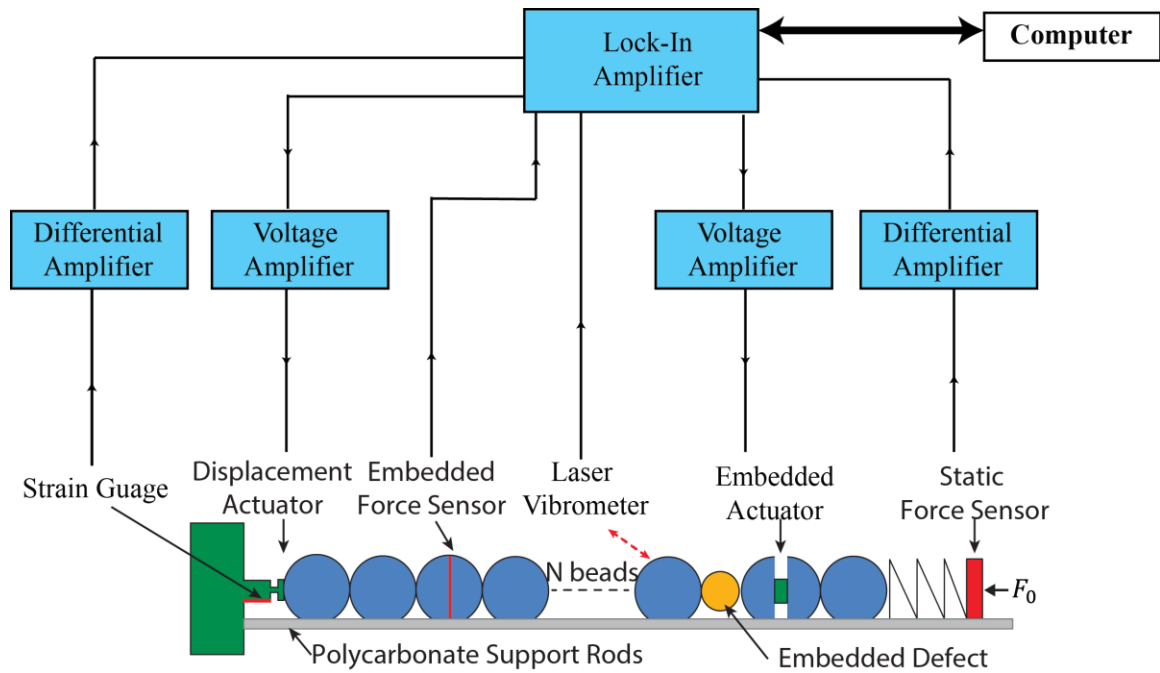 Lock-In
Amplifier
Computer
Differential
Amplifier
Voltage
Amplifier
Voltage
Amplifier
Differential
Amplifier
Strain Guage
Displacement
Actuator
Embedded
Force Sensor
Laser
Vibrometer
Embedded
Actuator
Static
Force Sensor
N beads
F₀
Polycarbonate Support Rods
Embedded Defect